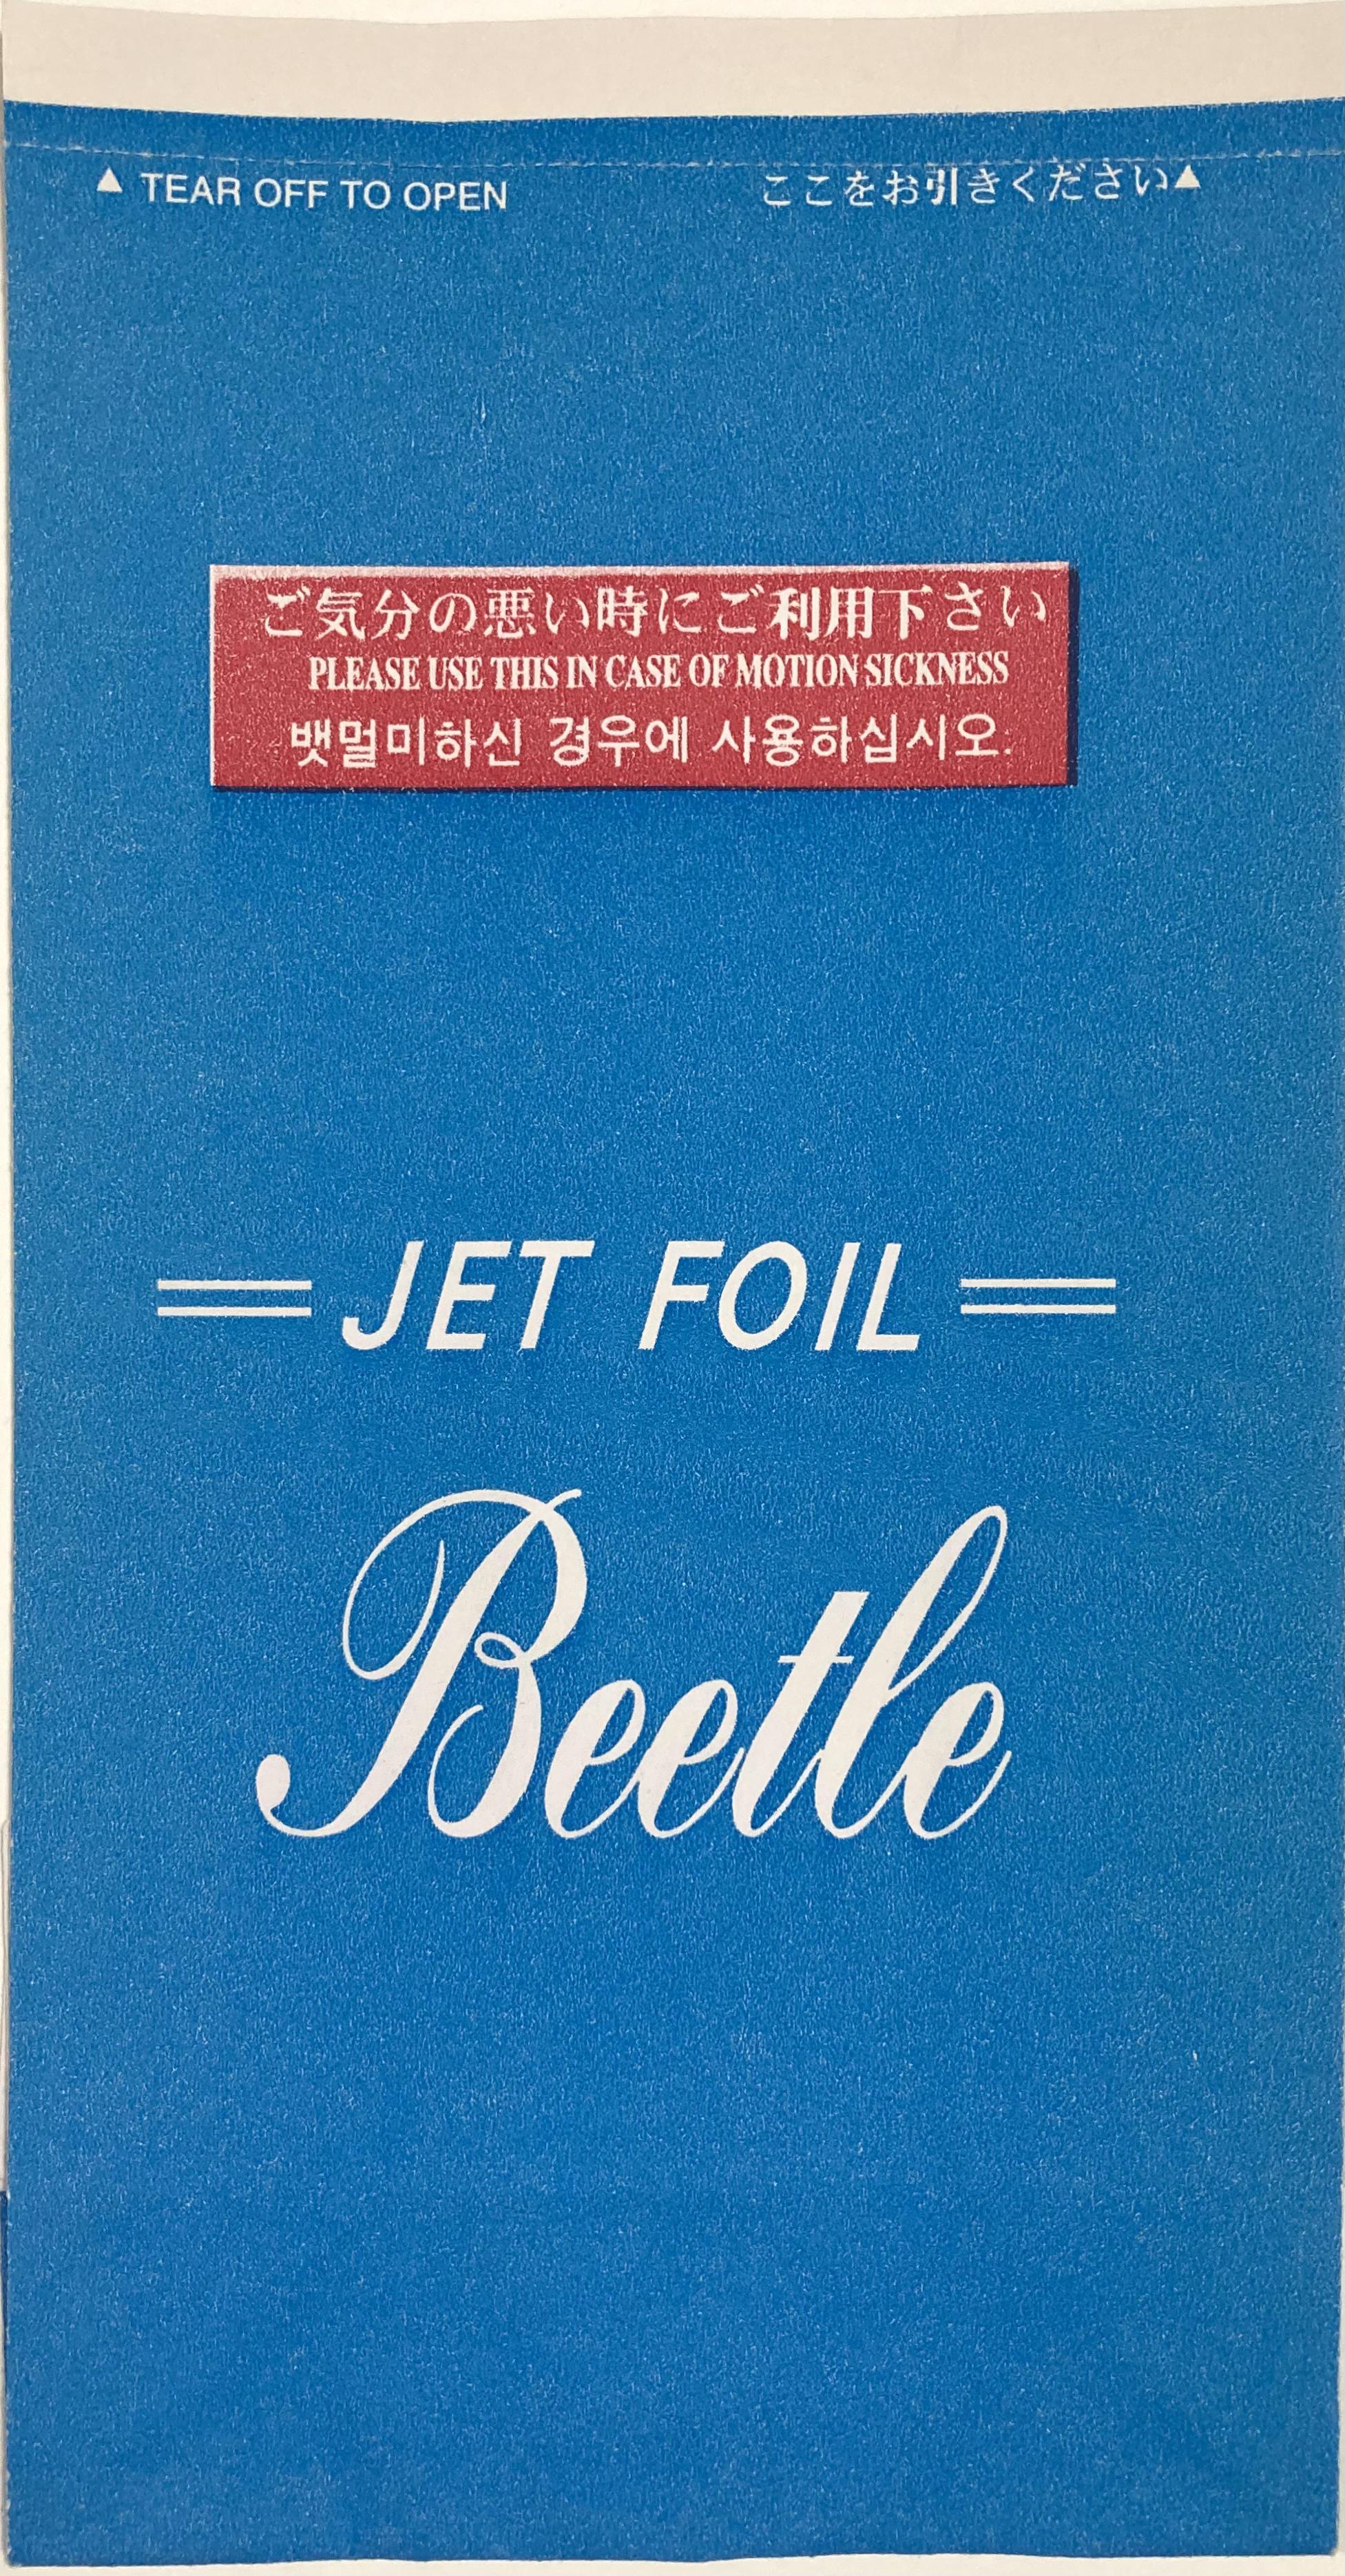 ▲ TEAR OFF TO OPEN
ここをお引きください▲
ご気分の悪い時にご利用下さい
PLEASE USE THIS IN CASE OF MOTION SICKNESS
뱃멀미하신 경우에 사용하십시오.
JET FOIL
Beetle